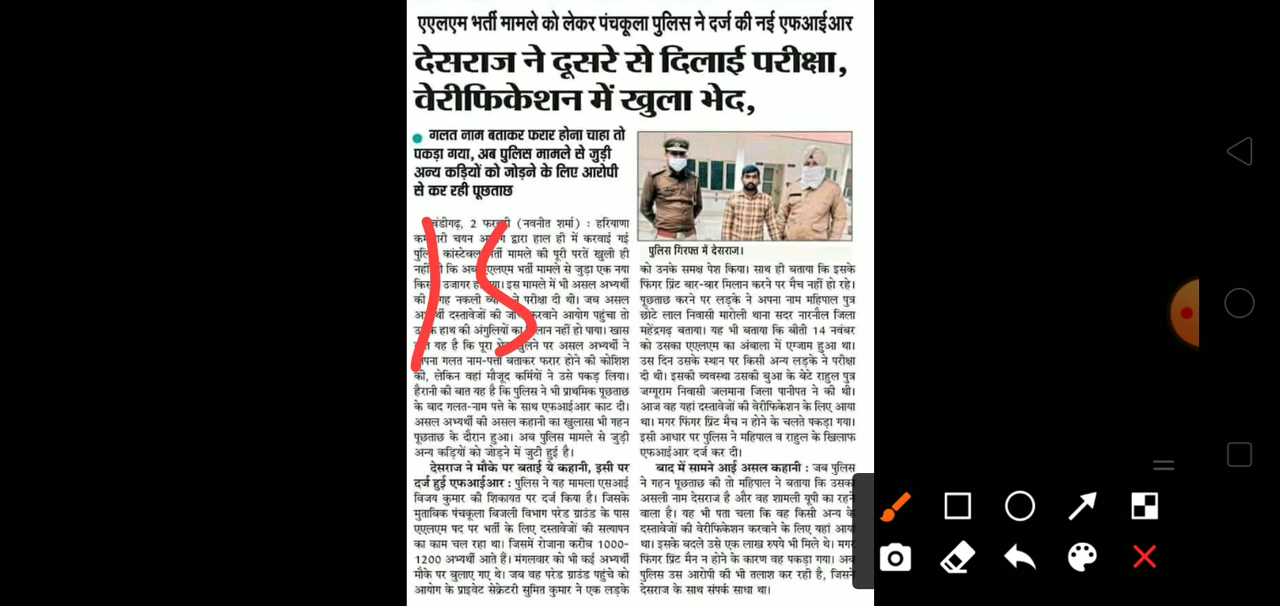 एएलएम भर्ती मामले को लेकर पंचकूला पुलिस ने दर्ज की नई एफआईआर
देसराज ने दूसरे से दिलाई परीक्षा,
वेरीफिकेशन में खुला भेद,
गलत नाम बताकर फरार होना चाहा तो
पकड़ा गया, अब पुलिस मामले से जुड़ी
अन्य कड़ियों को जोड़ने के लिए आरोपी
से कर रही पूछताछ
2 (नवनीत शर्मा) : हरियाणा
चयन द्वारा हाल ही में करवाई गई
कांस्टेबल मामले की पूरी परतें खुली ही
कि अब भर्ती मामले से जुड़ा एक नया
उजागर इस मामले में भी असल अभ्यर्थी
की नकली परीक्षा दी थी। जब असल
दस्तावेजों की करवाने आयोग पहुंचा तो
हाथ की अंगुलियों का नहीं हो पाया। खास
यह है कि पूरा खुलने पर असल अभ्यर्थी ने
गलत नाम-पत्ता बताकर फरार होने की कोशिश
की, लेकिन वहां मौजूद कर्मियों ने उसे पकड़ लिया।
हैरानी की बात यह है कि पुलिस ने भी प्राथमिक पूछताछ
के बाद गलत-नाम पत्ते के साथ एफआईआर काट दी।
असल अभ्यर्थी की असल कहानी का खुलासा भी गहन
पूछताछ के दौरान हुआ। अब पुलिस मामले से जुड़ी
अन्य कड़ियों को जोड़ने में जुटी हुई है।
देसराज ने मौके पर बताई ये कहानी, इसी पर
दर्ज हुई एफआईआर : पुलिस ने यह मामला एसआई
विजय कुमार की शिकायत पर दर्ज किया है। जिसके
मुताबिक पंचकूला बिजली विभाग परेड ग्राउंड के पास
एएलएम पद पर भर्ती के लिए दस्तावेजों की सत्यापन
का काम चल रहा था। जिसमें रोजाना करीब 1000-
1200 अभ्यर्थी आते हैं। मंगलवार को भी कई अभ्यर्थी
मौके पर बुलाए गए थे। जब वह परेड ग्राउंड पहुंचे को
आयोग के प्राइवेट सेक्रेटरी सुमित कुमार ने एक लड़के
पुलिस गिरफ्त में देसराज।
को उनके समक्ष पेश किया। साथ ही बताया कि इसके
फिंगर प्रिंट बार-बार मिलान करने पर मैच नहीं हो रहे।
पूछताछ करने पर लड़के ने अपना नाम महिपाल पुत्र
छोटे लाल निवासी मारोली थाना सदर नारनौल जिला
महेंद्रगढ़ बताया। यह भी बताया कि बीती 14 नवंबर
को उसका एएलएम का अंबाला में एग्जाम हुआ था।
उस दिन उसके स्थान पर किसी अन्य लड़के ने परीक्षा
दी थी। इसकी व्यवस्था उसकी बुआ के बेटे राहुल पुत्र
जग्गूराम निवासी जलमाना जिला पानीपत ने की थी।
आज वह यहां दस्तावेजों की वेरीफिकेशन के लिए आया
था। मगर फिंगर प्रिंट मैच न होने के चलते पकड़ा गया।
इसी आधार पर पुलिस ने महिपाल व राहुल के खिलाफ
एफआईआर दर्ज कर दी।
बाद में सामने आई असल कहानी : जब पुलिस
ने गहन पूछताछ की तो महिपाल ने बताया कि उसका
असली नाम देसराज है और वह शामली यूपी का रहने
वाला है। यह भी पता चला कि वह किसी अन्य के
दस्तावेजों की वेरीफिकेशन करवाने के लिए यहां आया
था। इसके बदले उसे एक लाख रुपये भी मिले थे। मगर
फिंगर प्रिंट मैन न होने के कारण वह पकड़ा गया। अब
पुलिस उस आरोपी की भी तलाश कर रही है, जिसने
देसराज के साथ संपर्क साधा था।